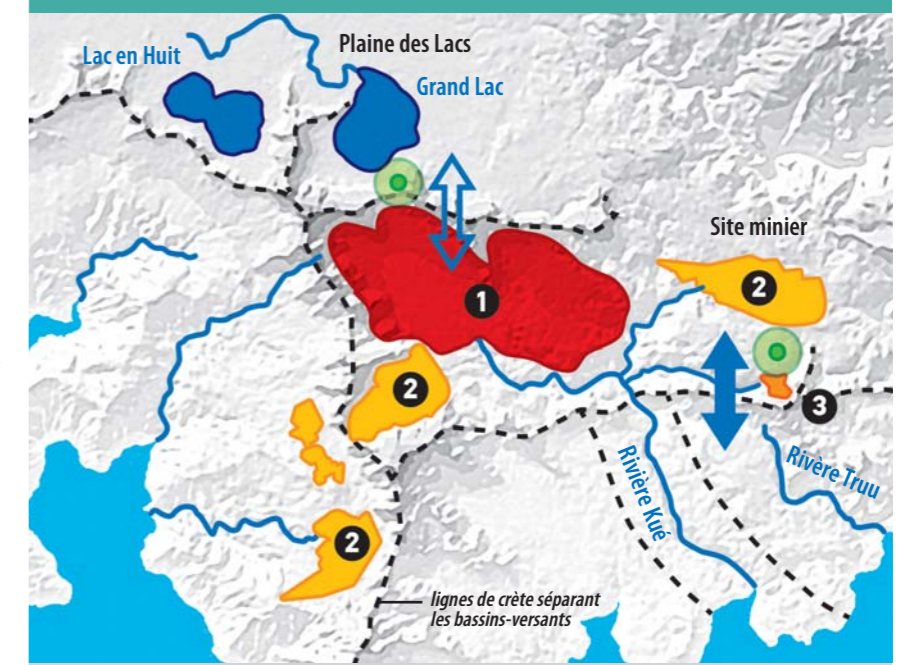 Plaine des Lacs
Lac en Huit
Grand Lac
Site minier
1
2
2
3
2
Rivière Kué
Rivère Truu
lignes de crète séparant
les bassins-versants